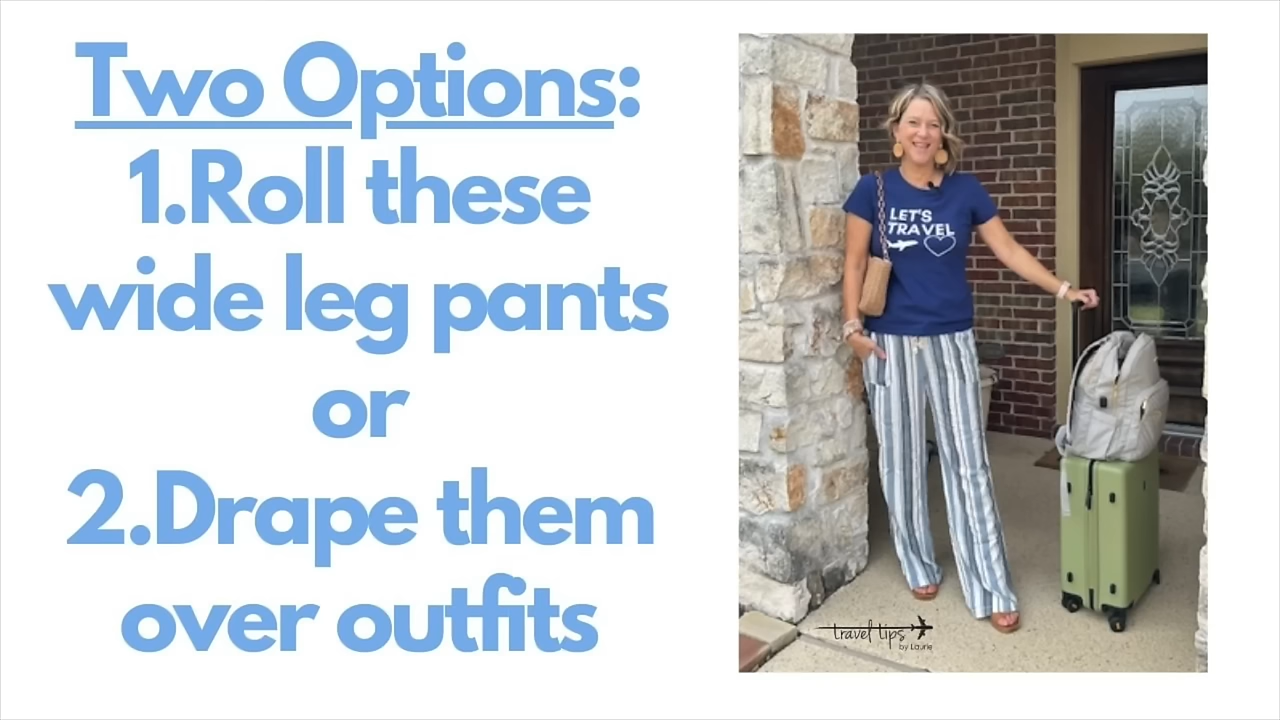 Two Options:
1.Roll these
wide leg pants
or
2.Drape them
over outfits
LET'S
TRAVEL
travel tips
by Laurie